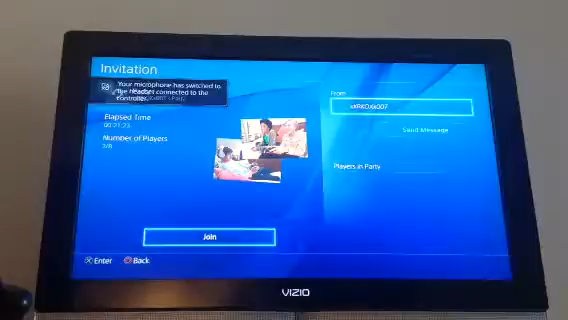 Invitation
Your microphone has switched to
the headset connected to the
controller.
Elapsed Time
00:21:23
Number of Players
3/8
Join
Enter
Back
From
Send Message
Players in Party
VIZIO